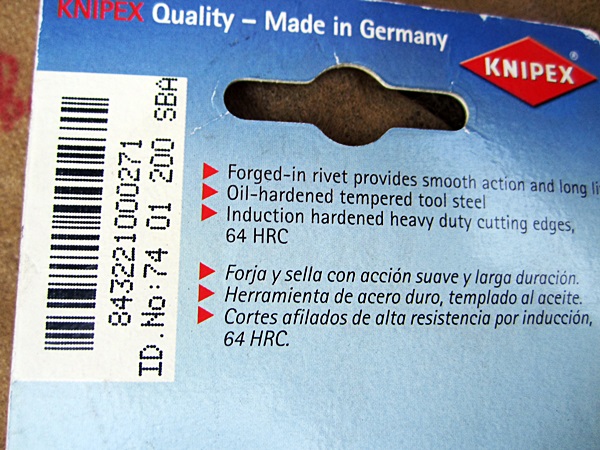 KNIPEX Quality – Made in Germany
KNIPEX®
8432221000271
ID.No:74 01 200 SBA
Forged-in rivet provides smooth action and long
Oil-hardened tempered tool steel
Induction hardened heavy duty cutting edges,
64 HRC
Forja y sella con acción suave y larga duración.
Herramienta de acero duro, templado al aceite.
Cortes afilados de alta resistencia por inducción,
64 HRC.